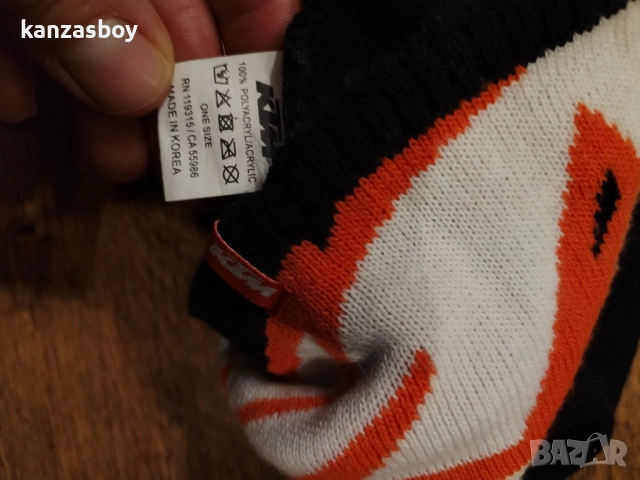 kanzasboy
KTM
100% POLYACRYL/ACRYLIC
ONE SIZE
RN 119315 / CA 55986
MADE IN KOREA
KTM
BAZAR